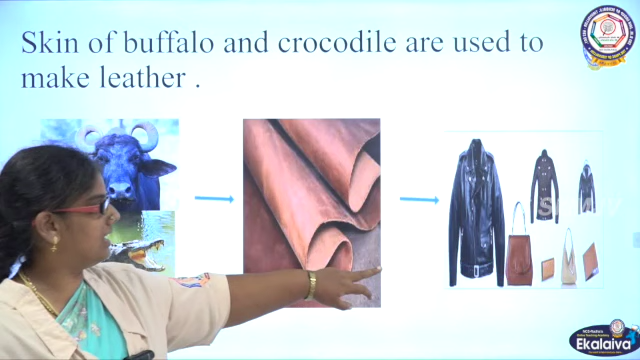 Skin of buffalo and crocodile are used to
make leather .
Ekalaiva